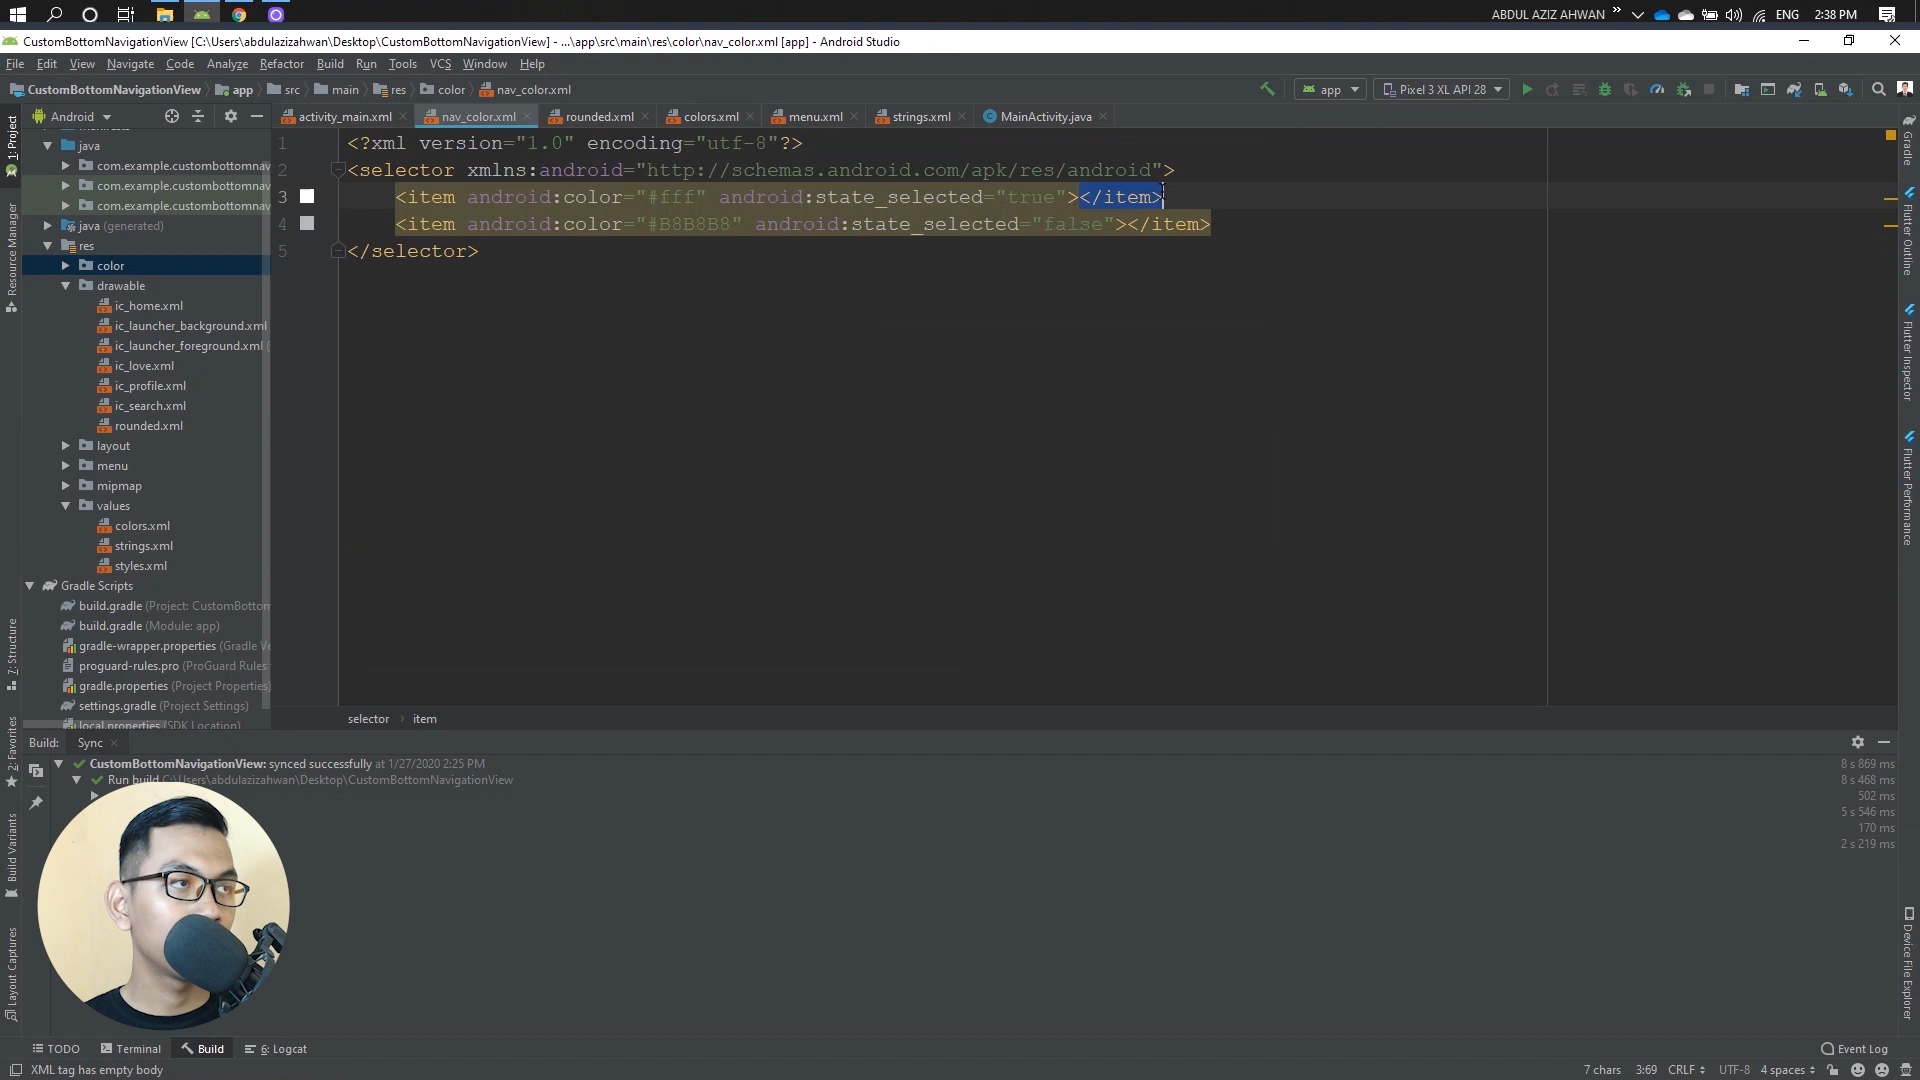 ABDUL AZIZ AHWAN » ENG 2:38 PM
CustomBottomNavigationView [C:\Users\abdulazizahwan\Desktop\CustomBottomNavigationView] - ...\app\src\main\res\color\nav_color.xml [app] - Android Studio
File Edit View Navigate Code Analyze Refactor Build Run Tools VCS Window Help
CustomBottomNavigationView app src main res color nav_color.xml app Pixel 3 XL API 28
Android activity_main.xml nav_color.xml rounded.xml colors.xml menu.xml strings.xml MainActivity.java
1: Project
Resource Manager
7: Structure
2: Favorites
Build Variants
Layout Captures
java
com.example.custombottomnav
com.example.custombottomnav
com.example.custombottomnav
java (generated)
res
color
drawable
ic_home.xml
ic_launcher_background.xml
ic_launcher_foreground.xml (
ic_love.xml
ic_profile.xml
ic_search.xml
rounded.xml
layout
menu
mipmap
values
colors.xml
strings.xml
styles.xml
Gradle Scripts
build.gradle (Project: CustomBottom
build.gradle (Module: app)
gradle-wrapper.properties (Gradle Ve
proguard-rules.pro (ProGuard Rules
gradle.properties (Project Properties)
settings.gradle (Project Settings)
local.properties (SDK Location)
1 <?xml version="1.0" encoding="utf-8"?>
2 <selector xmlns:android="http://schemas.android.com/apk/res/android">
3 <item android:color="#fff" android:state_selected="true"></item>
4 <item android:color="#B8B8B8" android:state_selected="false"></item>
5 </selector>
selector › item
Gradle
Flutter Outline
Flutter Inspector
Flutter Performance
Device File Explorer
Build: Sync
CustomBottomNavigationView: synced successfully at 1/27/2020 2:25 PM 8 s 869 ms
Run build C:\Users\abdulazizahwan\Desktop\CustomBottomNavigationView 8 s 468 ms
502 ms
5 s 546 ms
170 ms
2 s 219 ms
TODO Terminal Build 6: Logcat Event Log
XML tag has empty body 7 chars 3:69 CRLF UTF-8 4 spaces